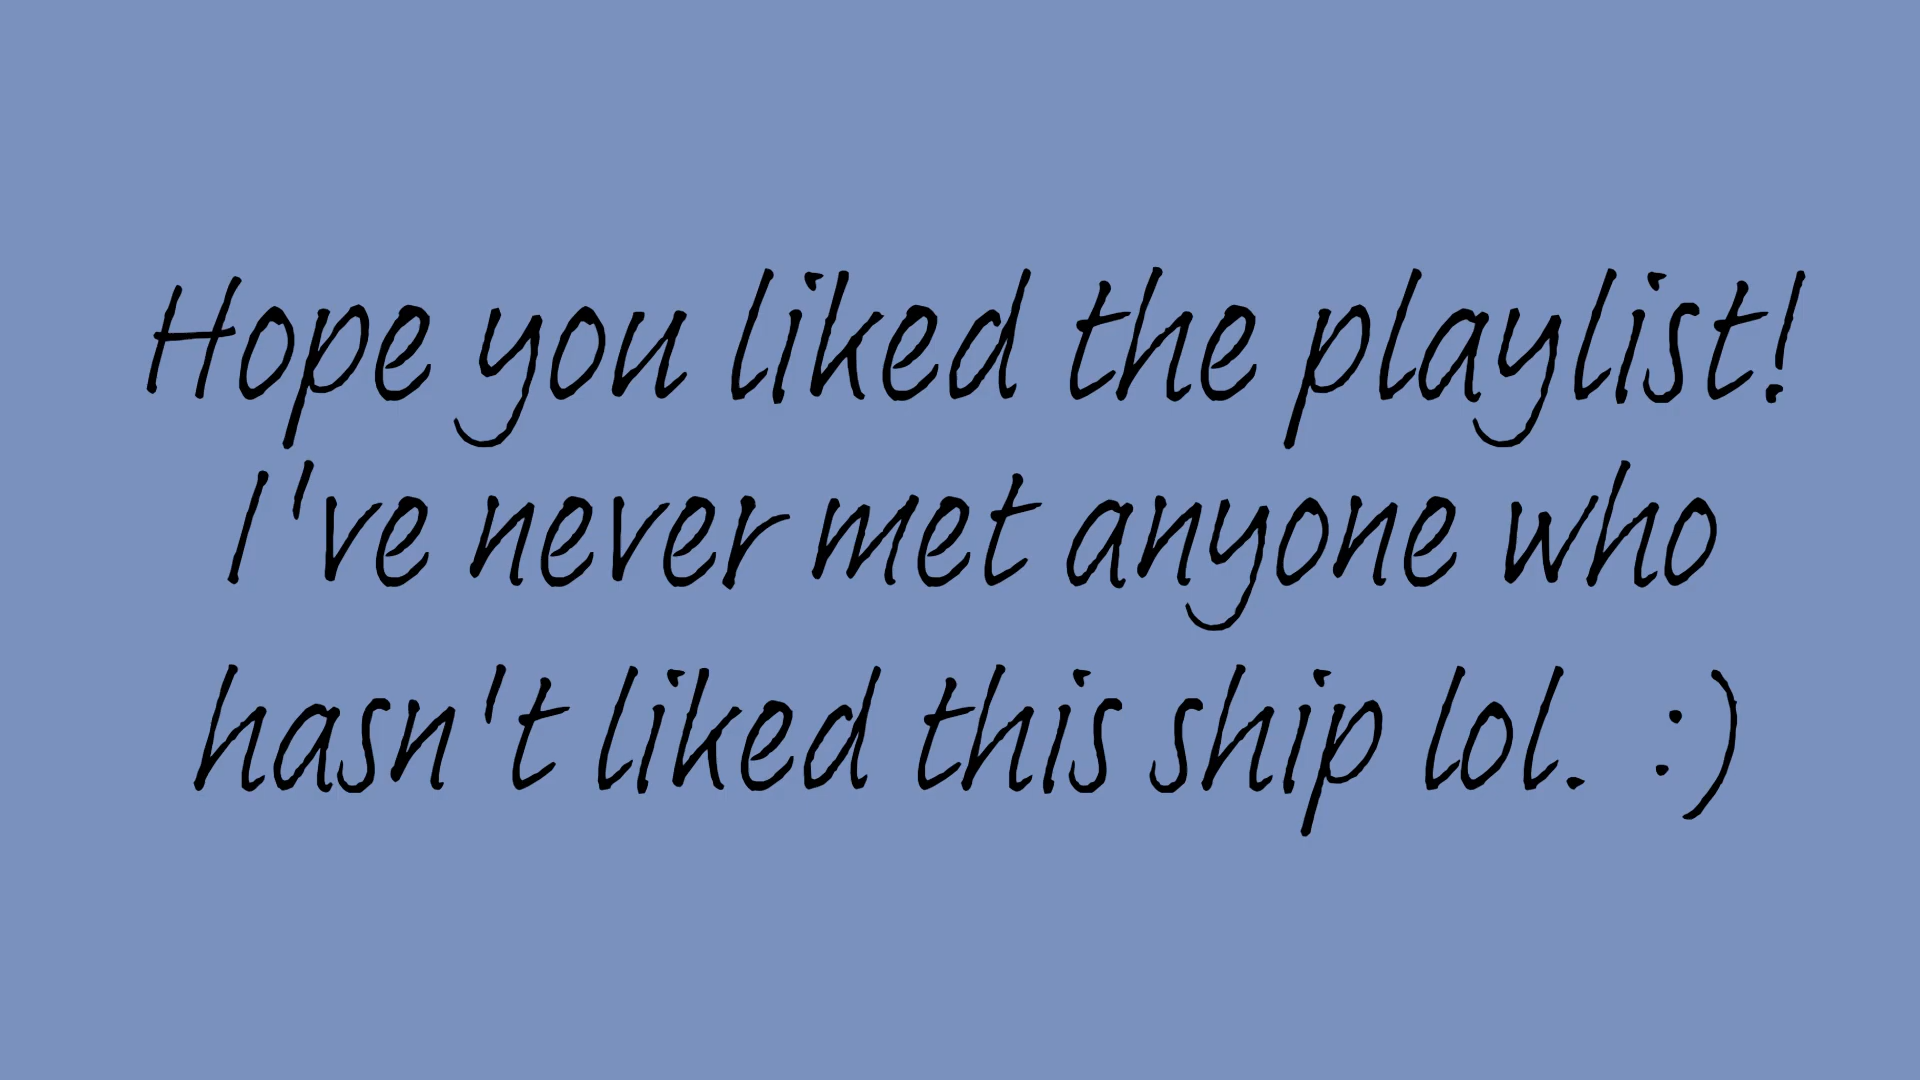 Hope you liked the playlist!
I've never met anyone who
hasn't liked this ship lol. :)